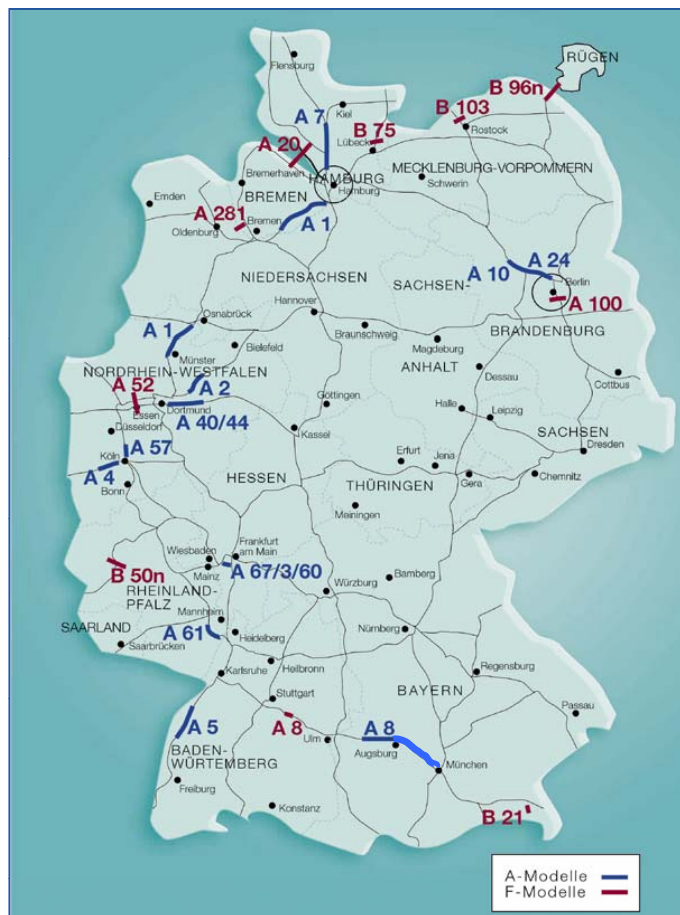 RÜGEN
Flensburg
B 96n
Kiel
A 7
B 75
B 103
A 20
Lübeck
Rostock
Bremerhaven
HAMBURG
Hamburg
MECKLENBURG-VORPOMMERN
Schwerin
Emden
BREMEN
A 281
Oldenburg
Bremen
A 1
A 10
A 24
Berlin
NIEDERSACHSEN
SACHSEN-
A 100
Hannover
Osnabrück
A 1
Braunschweig
BRANDENBURG
Magdeburg
Bielefeld
Münster
NORDRHEIN-WESTFALEN
ANHALT
Dessau
Cottbus
A 52
A 2
Göttingen
Essen
Dortmund
Halle
Leipzig
Düsseldorf
A 40/44
Kassel
SACHSEN
Dresden
Köln
A 57
A 4
Bonn
HESSEN
Erfurt
Jena
THÜRINGEN
Gera
Chemnitz
Meiningen
Wiesbaden
Frankfurt
am Main
Mainz
A 67/3/60
B 50n
Bamberg
Würzburg
RHEINLAND-
PFALZ
Mannheim
SAARLAND
A 61
Heidelberg
Nürnberg
Saarbrücken
Karlsruhe
Heilbronn
Regensburg
BAYERN
Stuttgart
Passau
A 5
A 8
Ulm
A 8
Augsburg
BADEN-
WÜRTEMBERG
München
Freiburg
Konstanz
B 21
A-Modelle
F-Modelle